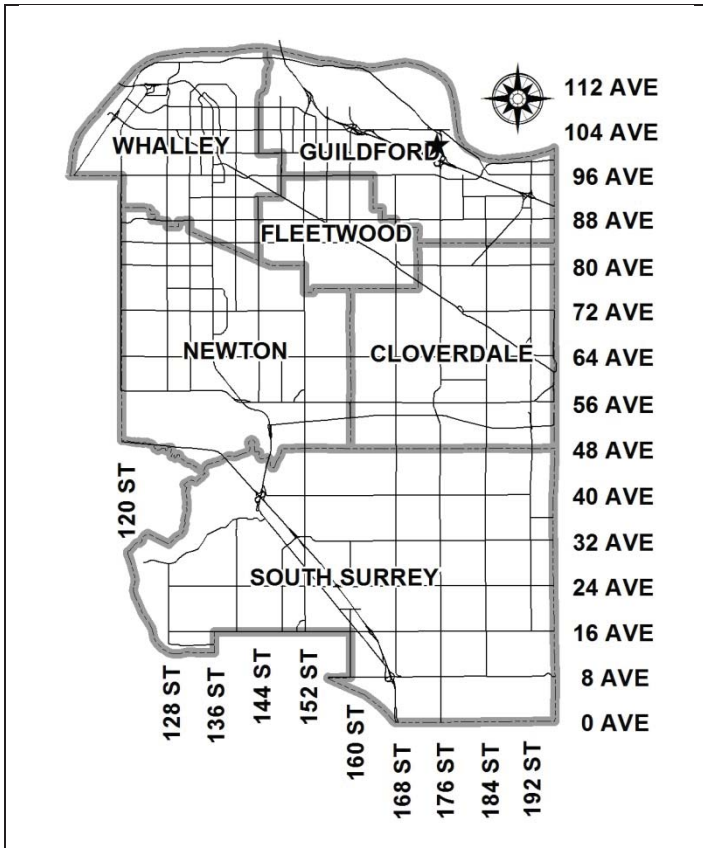 112 AVE
104 AVE
WHALLEY
GUILDFORD
96 AVE
88 AVE
FLEETWOOD
80 AVE
72 AVE
NEWTON
CLOVERDALE
64 AVE
56 AVE
48 AVE
120 ST
40 AVE
32 AVE
SOUTH SURREY
24 AVE
16 AVE
128 ST
136 ST
144 ST
152 ST
160 ST
8 AVE
0 AVE
168 ST
176 ST
184 ST
192 ST